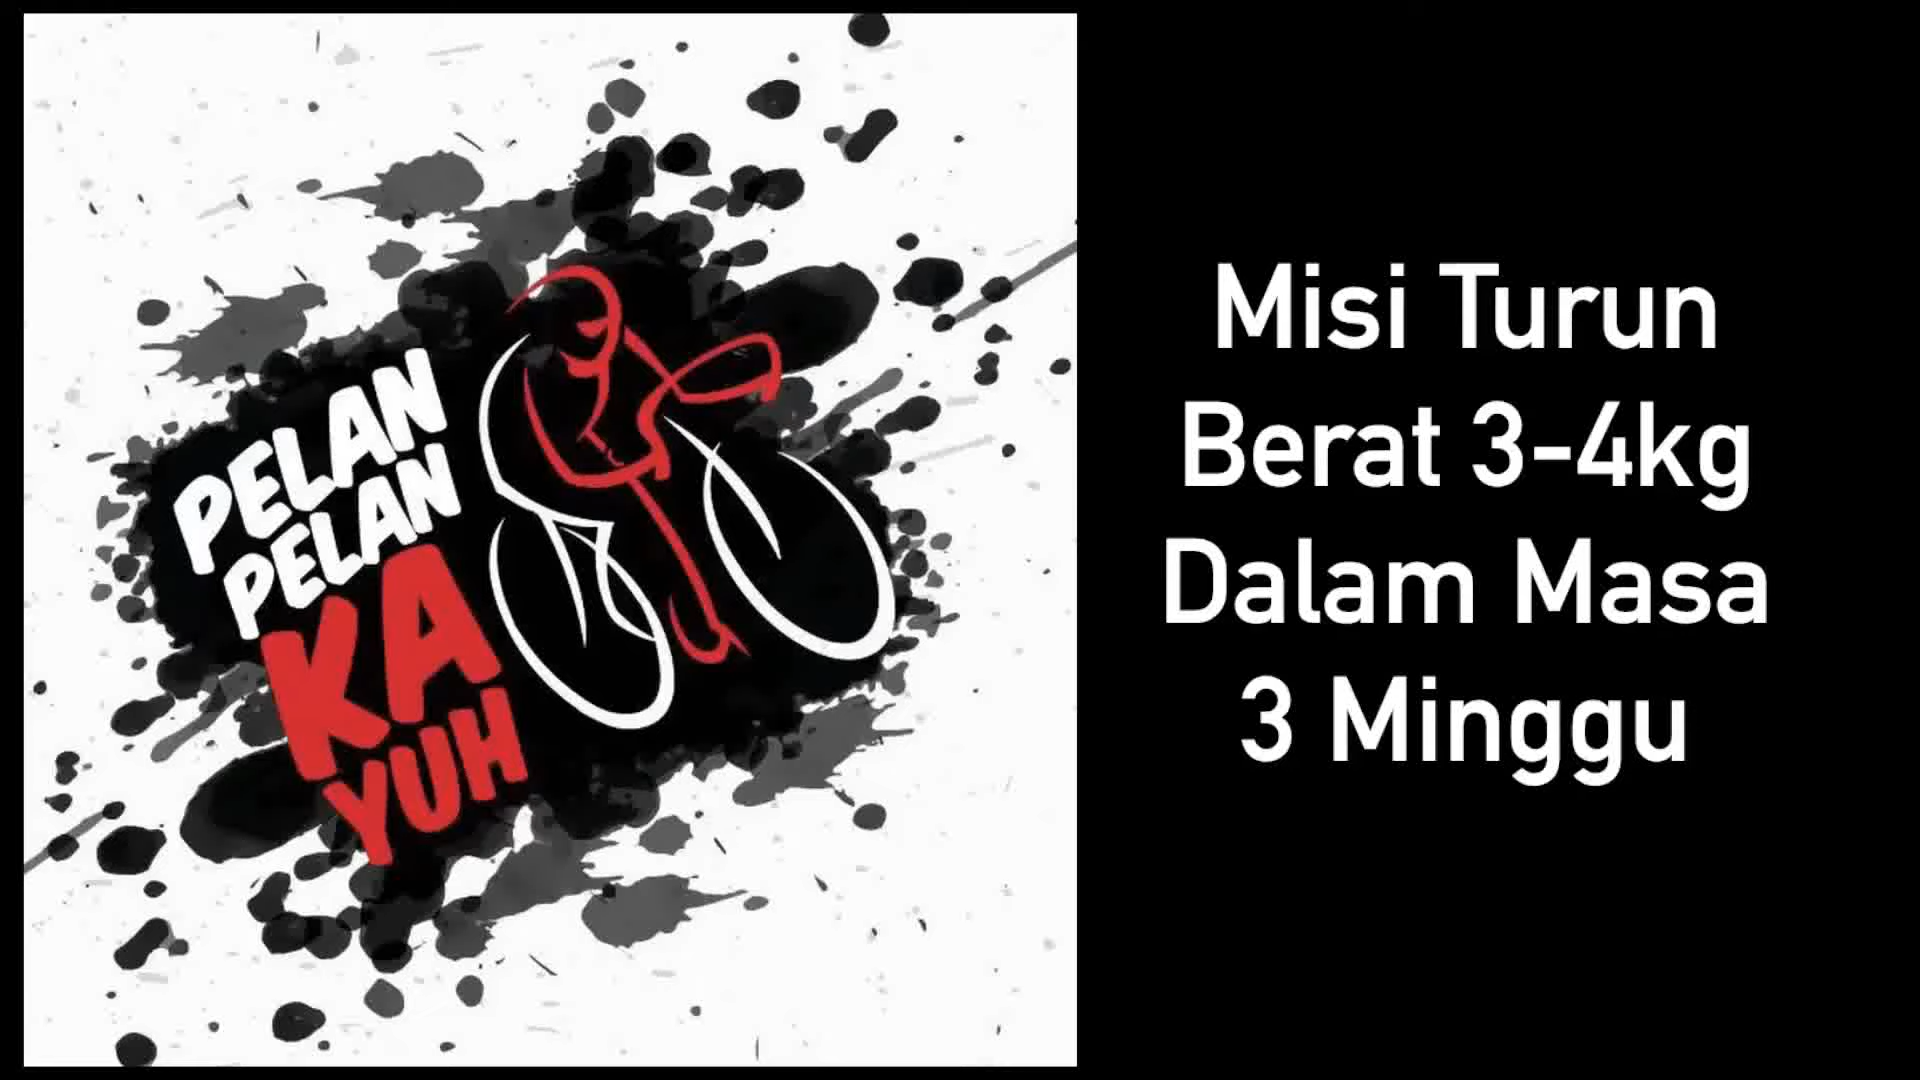 PELAN
PELAN
KA
YUH
Misi Turun
Berat 3-4kg
Dalam Masa
3 Minggu